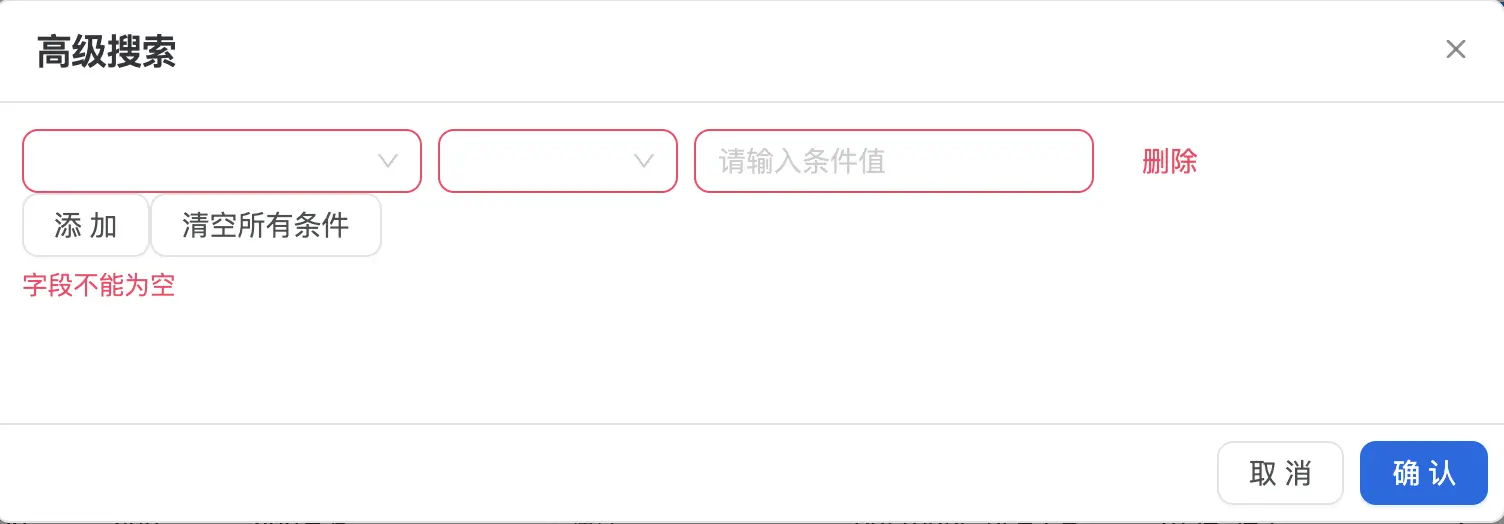 高级搜索
请输入条件值 删除
添 加 清空所有条件
字段不能为空
取 消 确 认